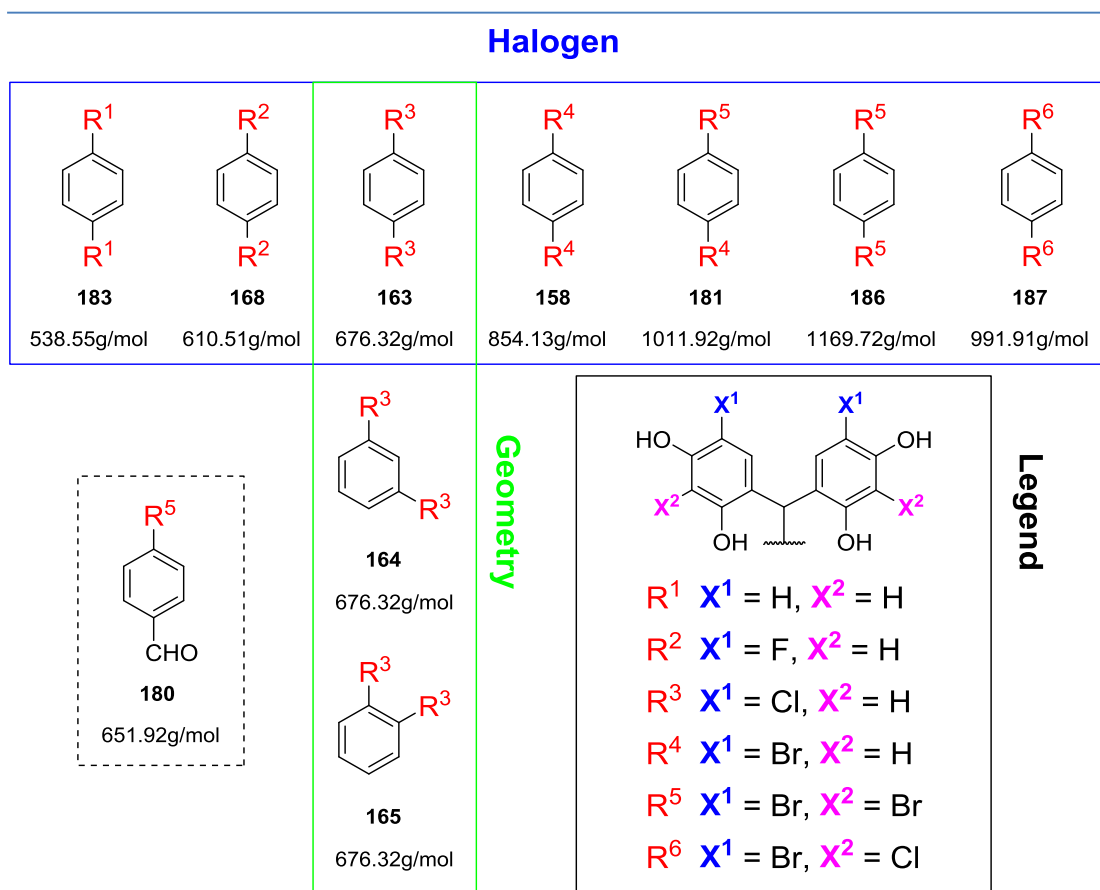 Halogen
R¹ R² R³ R⁴ R⁵ R⁵ R⁶
R¹ R² R³ R⁴ R⁴ R⁵ R⁶
183 168 163 158 181 186 187
538.55g/mol 610.51g/mol 676.32g/mol 854.13g/mol 1011.92g/mol 1169.72g/mol 991.91g/mol
R³
R³
164
676.32g/mol
R³
R³
165
676.32g/mol
Geometry
R⁵
CHO
180
651.92g/mol
X¹ X¹
HO OH
X² X²
OH OH
R¹ X¹ = H, X² = H
R² X¹ = F, X² = H
R³ X¹ = Cl, X² = H
R⁴ X¹ = Br, X² = H
R⁵ X¹ = Br, X² = Br
R⁶ X¹ = Br, X² = Cl
Legend